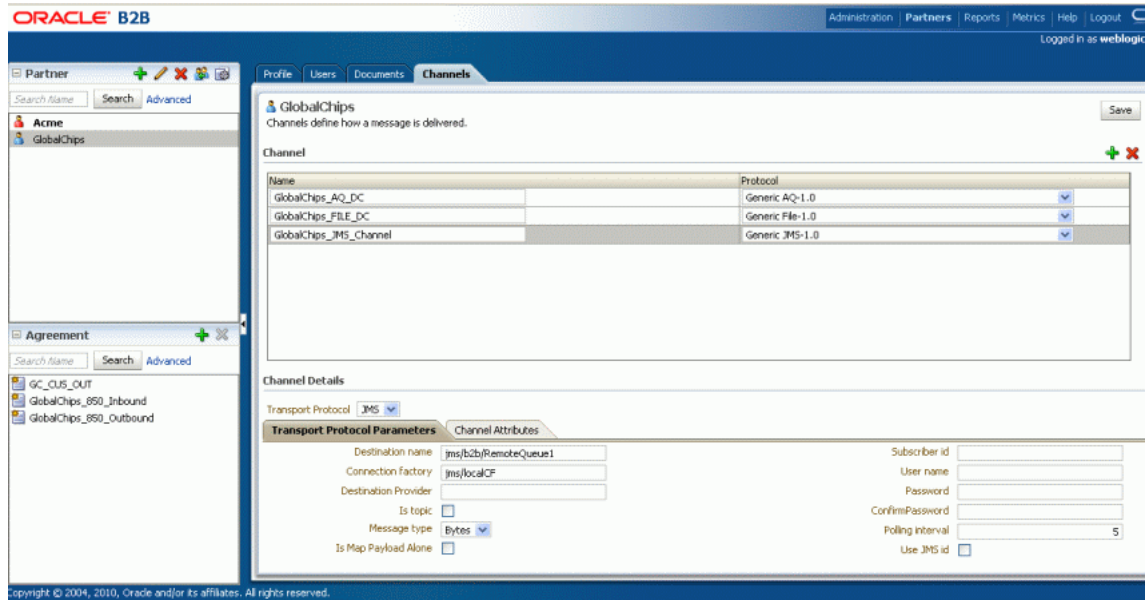 ORACLE B2B
Administration Partners Reports Metrics Help Logout
Logged in as weblogic
Partner
Search Name Search Advanced
Acme
GlobalChips
Agreement
Search Name Search Advanced
GC_CUS_OUT
GlobalChips_850_Inbound
GlobalChips_850_Outbound
Profile Users Documents Channels
GlobalChips
Save
Channels define how a message is delivered.
Channel
Name Protocol
GlobalChips_AQ_DC Generic AQ-1.0
GlobalChips_FILE_DC Generic File-1.0
GlobalChips_JMS_Channel Generic JMS-1.0
Channel Details
Transport Protocol JMS
Transport Protocol Parameters Channel Attributes
Destination name jms/b2b/RemoteQueue1 Subscriber id
Connection factory jms/localCF User name
Destination Provider Password
Is topic ConfirmPassword
Message type Bytes Polling interval 5
Is Map Payload Alone Use JMS id
Copyright © 2004, 2010, Oracle and/or its affiliates. All rights reserved.